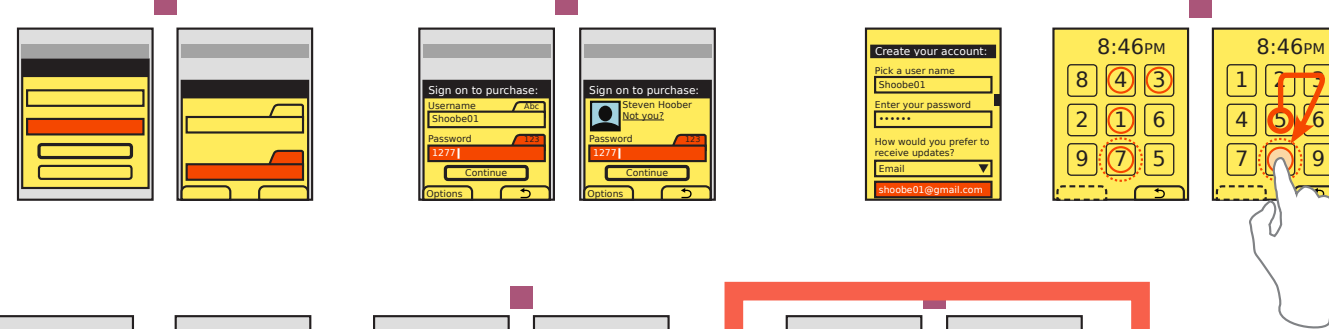 Sign on to purchase:
Username
Abc
Shoobe01
Password
123
1277
Continue
Options
Sign on to purchase:
Steven Hoober
Not you?
Password
123
1277
Continue
Options
Create your account:
Pick a user name
Shoobe01
Enter your password
••••••
How would you prefer to
receive updates?
Email
shoobe01@gmail.com
8:46PM
8 4 3
2 1 6
9 7 5
8:46PM
1 2 3
4 5 6
7 9